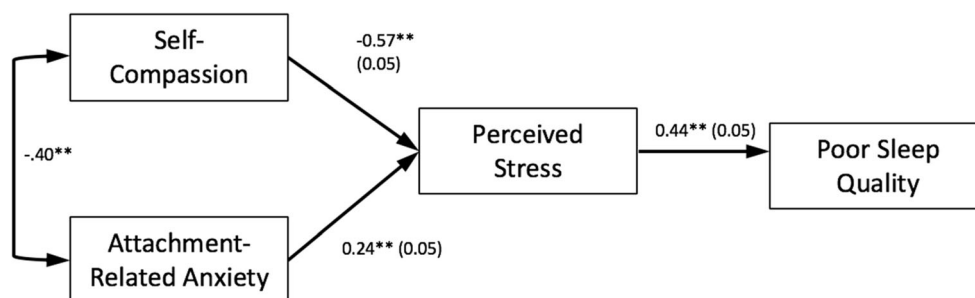 Self-
Compassion
-0.57**
(0.05)
-.40**
Perceived
Stress
0.44** (0.05)
Poor Sleep
Quality
Attachment-
Related Anxiety
0.24** (0.05)